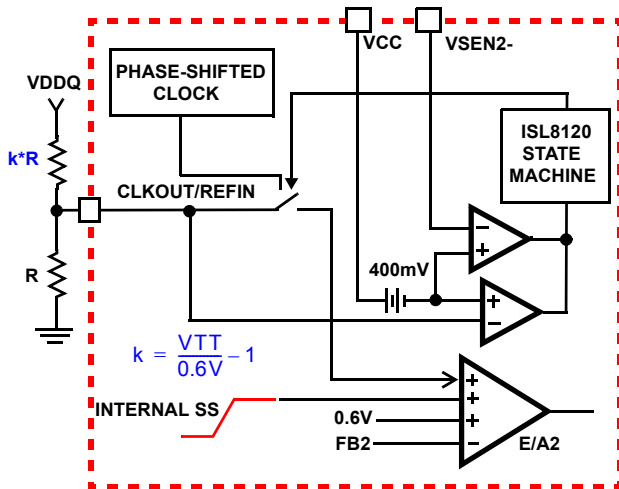 VCC
VSEN2-
PHASE-SHIFTED
CLOCK
VDDQ
ISL8120
STATE
MACHINE
k*R
CLKOUT/REFIN
−
+
400mV
R
+
−
k = VTT/0.6V – 1
+
INTERNAL SS
+
0.6V
+
FB2
−
E/A2